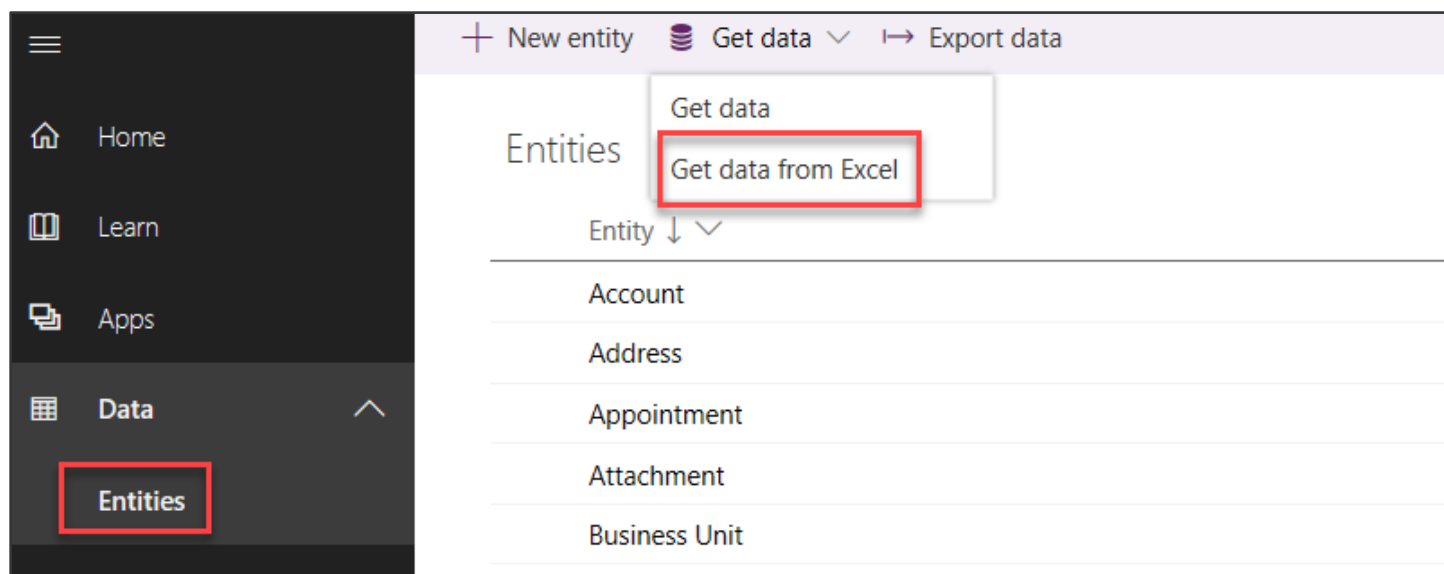 New entity Get data Export data
Get data
Get data from Excel
Home
Learn
Apps
Data
Entities
Entities
Entity
Account
Address
Appointment
Attachment
Business Unit